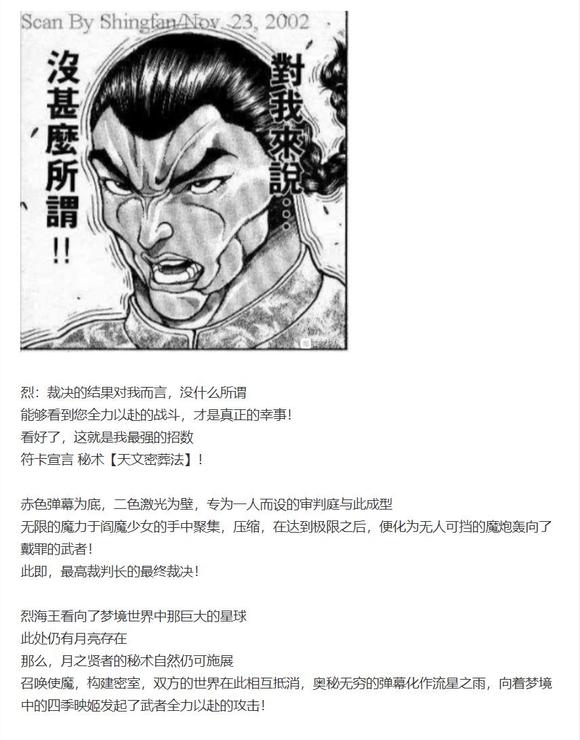 Scan By Shingfan/Nov. 23, 2002
對我來說…
沒甚麼所謂!!
烈：裁决的结果对我而言，没什么所谓
能够看到您全力以赴的战斗，才是真正的幸事！
看好了，这就是我最强的招数
符卡宣言 秘术【天文密葬法】！
赤色弹幕为底，二色激光为壁，专为一人而设的审判庭与此成型
无限的魔力于阎魔少女的手中聚集，压缩，在达到极限之后，便化为无人可挡的魔炮轰向了
戴罪的武者！
此即，最高裁判长的最终裁决！
烈海王看向了梦境世界中那巨大的星球
此处仍有月亮存在
那么，月之贤者的秘术自然仍可施展
召唤使魔，构建密室，双方的世界在此相互抵消，奥秘无穷的弹幕化作流星之雨，向着梦境
中的四季映姬发起了武者全力以赴的攻击！